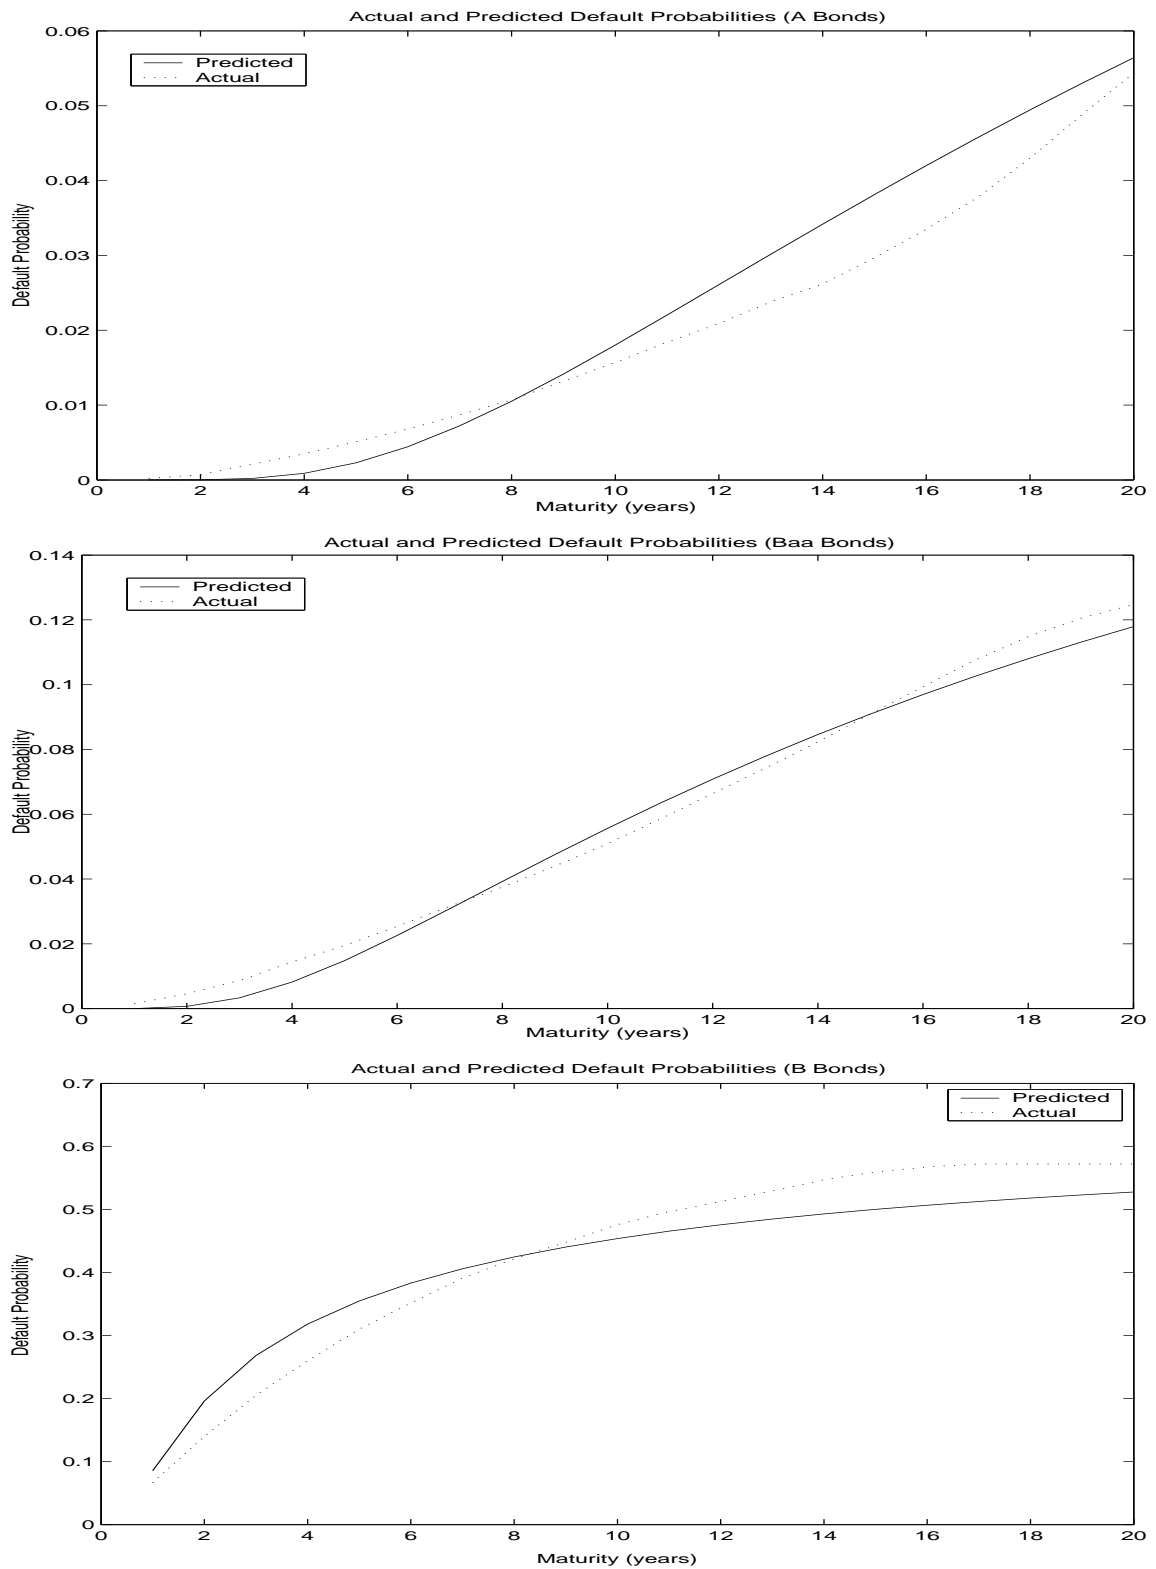 Actual and Predicted Default Probabilities (A Bonds)
Predicted
Actual
0.06
0.05
0.04
0.03
0.02
0.01
0
Default Probability
0 2 4 6 8 10 12 14 16 18 20
Maturity (years)
Actual and Predicted Default Probabilities (Baa Bonds)
Predicted
Actual
0.14
0.12
0.1
0.08
0.06
0.04
0.02
0
Default Probability
0 2 4 6 8 10 12 14 16 18 20
Maturity (years)
Actual and Predicted Default Probabilities (B Bonds)
Predicted
Actual
0.7
0.6
0.5
0.4
0.3
0.2
0.1
0
Default Probability
0 2 4 6 8 10 12 14 16 18 20
Maturity (years)